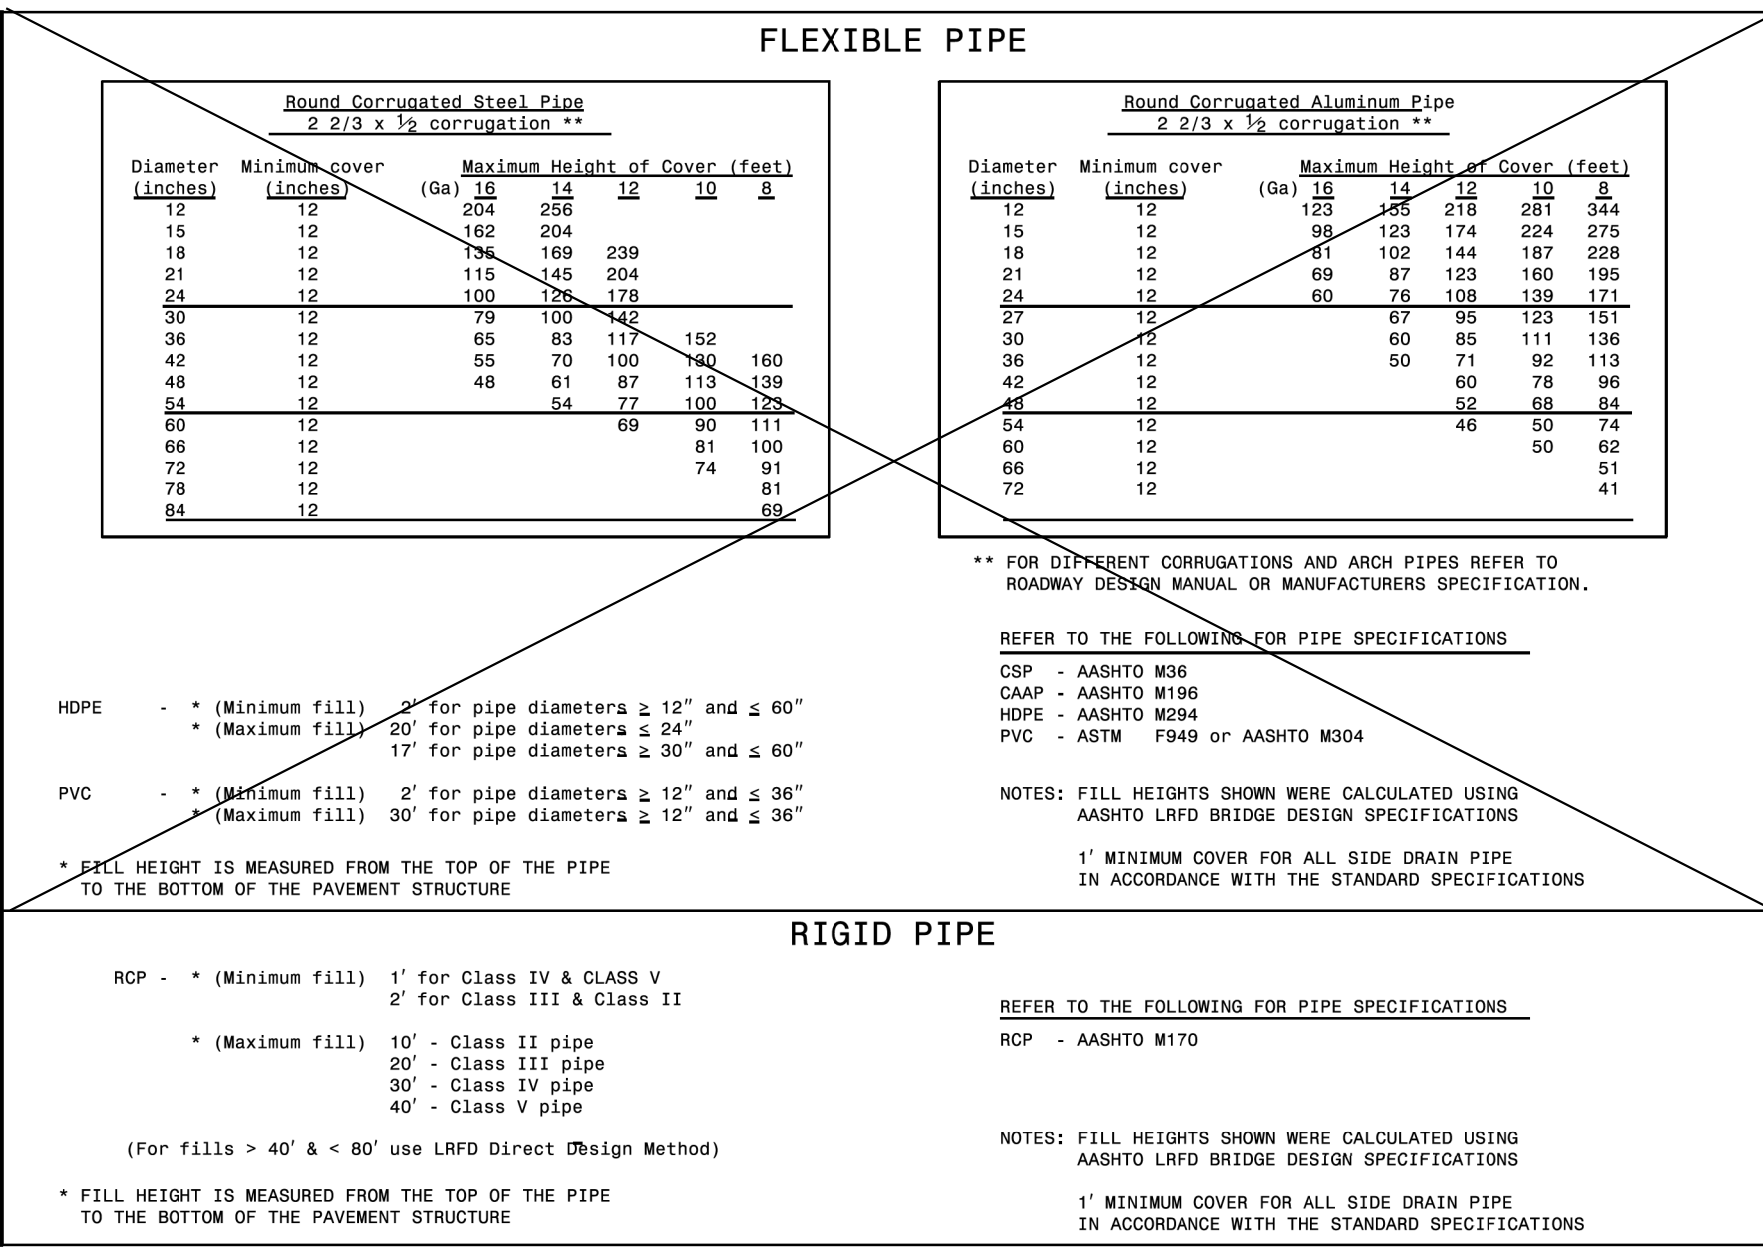 FLEXIBLE PIPE
Round Corrugated Steel Pipe
2 2/3 x 1/2 corrugation **
Diameter Minimum cover Maximum Height of Cover (feet)
(inches) (inches) (Ga) 16 14 12 10 8
12 12 204 256
15 12 162 204
18 12 135 169 239
21 12 115 145 204
24 12 100 126 178
30 12 79 100 142
36 12 65 83 117 152
42 12 55 70 100 130 160
48 12 48 61 87 113 139
54 12 54 77 100 123
60 12 69 90 111
66 12 81 100
72 12 74 91
78 12 81
84 12 69
Round Corrugated Aluminum Pipe
2 2/3 x 1/2 corrugation **
Diameter Minimum cover Maximum Height of Cover (feet)
(inches) (inches) (Ga) 16 14 12 10 8
12 12 123 155 218 281 344
15 12 98 123 174 224 275
18 12 81 102 144 187 228
21 12 69 87 123 160 195
24 12 60 76 108 139 171
27 12 67 95 123 151
30 12 60 85 111 136
36 12 50 71 92 113
42 12 60 78 96
48 12 52 68 84
54 12 46 50 74
60 12 50 62
66 12 51
72 12 41
** FOR DIFFERENT CORRUGATIONS AND ARCH PIPES REFER TO
ROADWAY DESIGN MANUAL OR MANUFACTURERS SPECIFICATION.
HDPE - * (Minimum fill) 2' for pipe diameters ≥ 12" and ≤ 60"
* (Maximum fill) 20' for pipe diameters ≤ 24"
17' for pipe diameters ≥ 30" and ≤ 60"
PVC - * (Minimum fill) 2' for pipe diameters ≥ 12" and ≤ 36"
* (Maximum fill) 30' for pipe diameters ≥ 12" and ≤ 36"
* FILL HEIGHT IS MEASURED FROM THE TOP OF THE PIPE
TO THE BOTTOM OF THE PAVEMENT STRUCTURE
REFER TO THE FOLLOWING FOR PIPE SPECIFICATIONS
CSP - AASHTO M36
CAAP - AASHTO M196
HDPE - AASHTO M294
PVC - ASTM F949 or AASHTO M304
NOTES: FILL HEIGHTS SHOWN WERE CALCULATED USING
AASHTO LRFD BRIDGE DESIGN SPECIFICATIONS
1' MINIMUM COVER FOR ALL SIDE DRAIN PIPE
IN ACCORDANCE WITH THE STANDARD SPECIFICATIONS
RIGID PIPE
RCP - * (Minimum fill) 1' for Class IV & CLASS V
2' for Class III & Class II
* (Maximum fill) 10' - Class II pipe
20' - Class III pipe
30' - Class IV pipe
40' - Class V pipe
(For fills > 40' & < 80' use LRFD Direct Design Method)
* FILL HEIGHT IS MEASURED FROM THE TOP OF THE PIPE
TO THE BOTTOM OF THE PAVEMENT STRUCTURE
REFER TO THE FOLLOWING FOR PIPE SPECIFICATIONS
RCP - AASHTO M170
NOTES: FILL HEIGHTS SHOWN WERE CALCULATED USING
AASHTO LRFD BRIDGE DESIGN SPECIFICATIONS
1' MINIMUM COVER FOR ALL SIDE DRAIN PIPE
IN ACCORDANCE WITH THE STANDARD SPECIFICATIONS